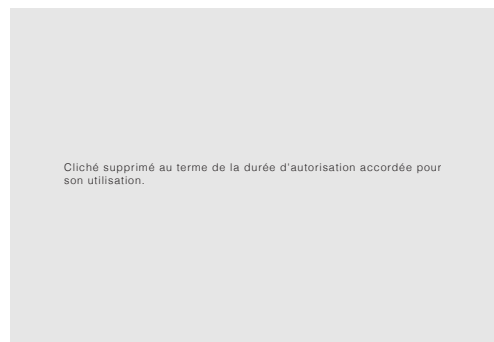 Cliché supprimé au terme de la durée d'autorisation accordée pour
son utilisation.